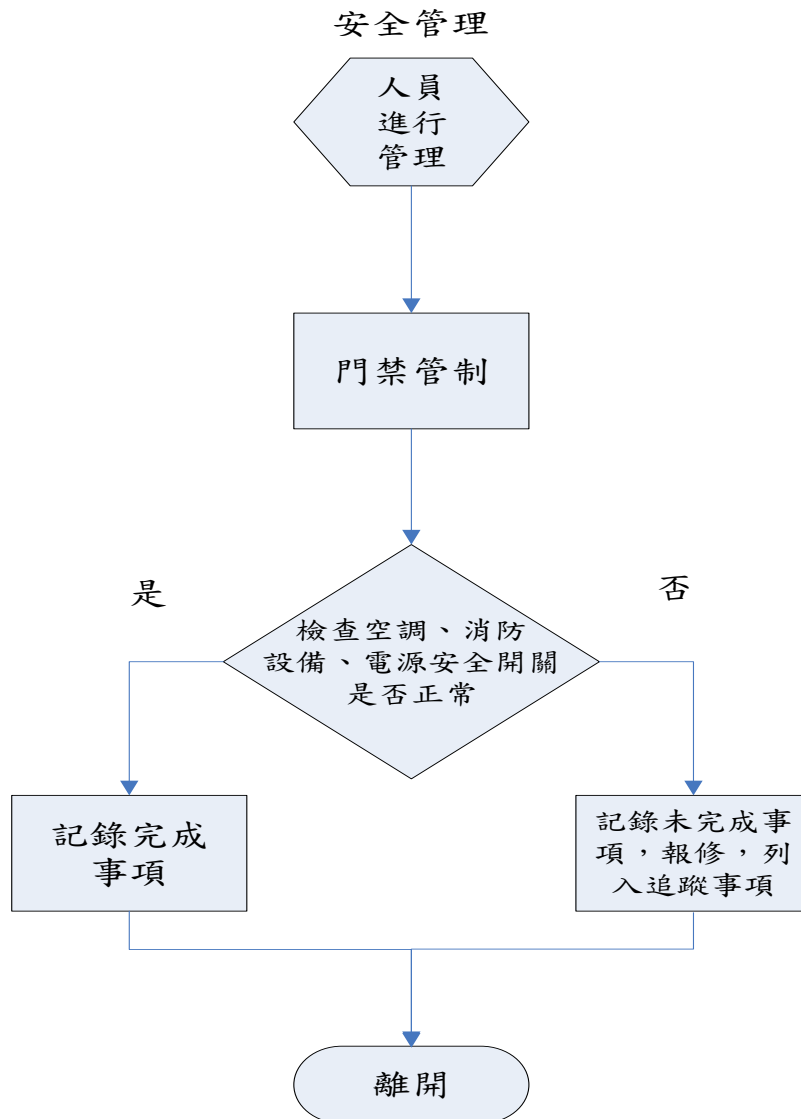 安全管理
人員
進行
管理
門禁管制
是
否
檢查空調、消防
設備、電源安全開關
是否正常
記錄完成
事項
記錄未完成事
項，報修，列
入追蹤事項
離開